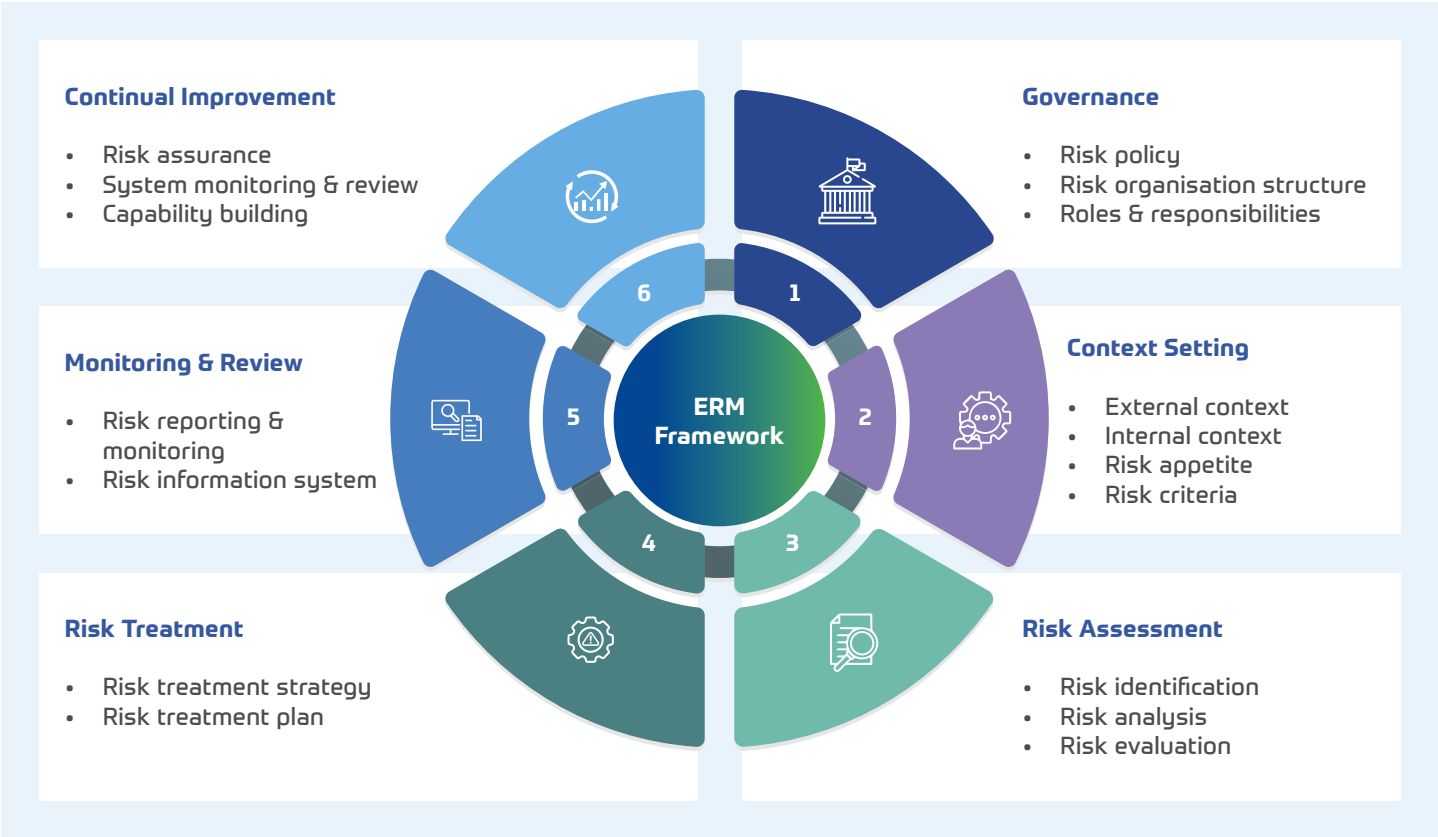 Continual Improvement
• Risk assurance
• System monitoring & review
• Capability building
Governance
• Risk policy
• Risk organisation structure
• Roles & responsibilities
Monitoring & Review
• Risk reporting &
monitoring
• Risk information system
Context Setting
• External context
• Internal context
• Risk appetite
• Risk criteria
Risk Treatment
• Risk treatment strategy
• Risk treatment plan
Risk Assessment
• Risk identification
• Risk analysis
• Risk evaluation
ERM
Framework
1
2
3
4
5
6